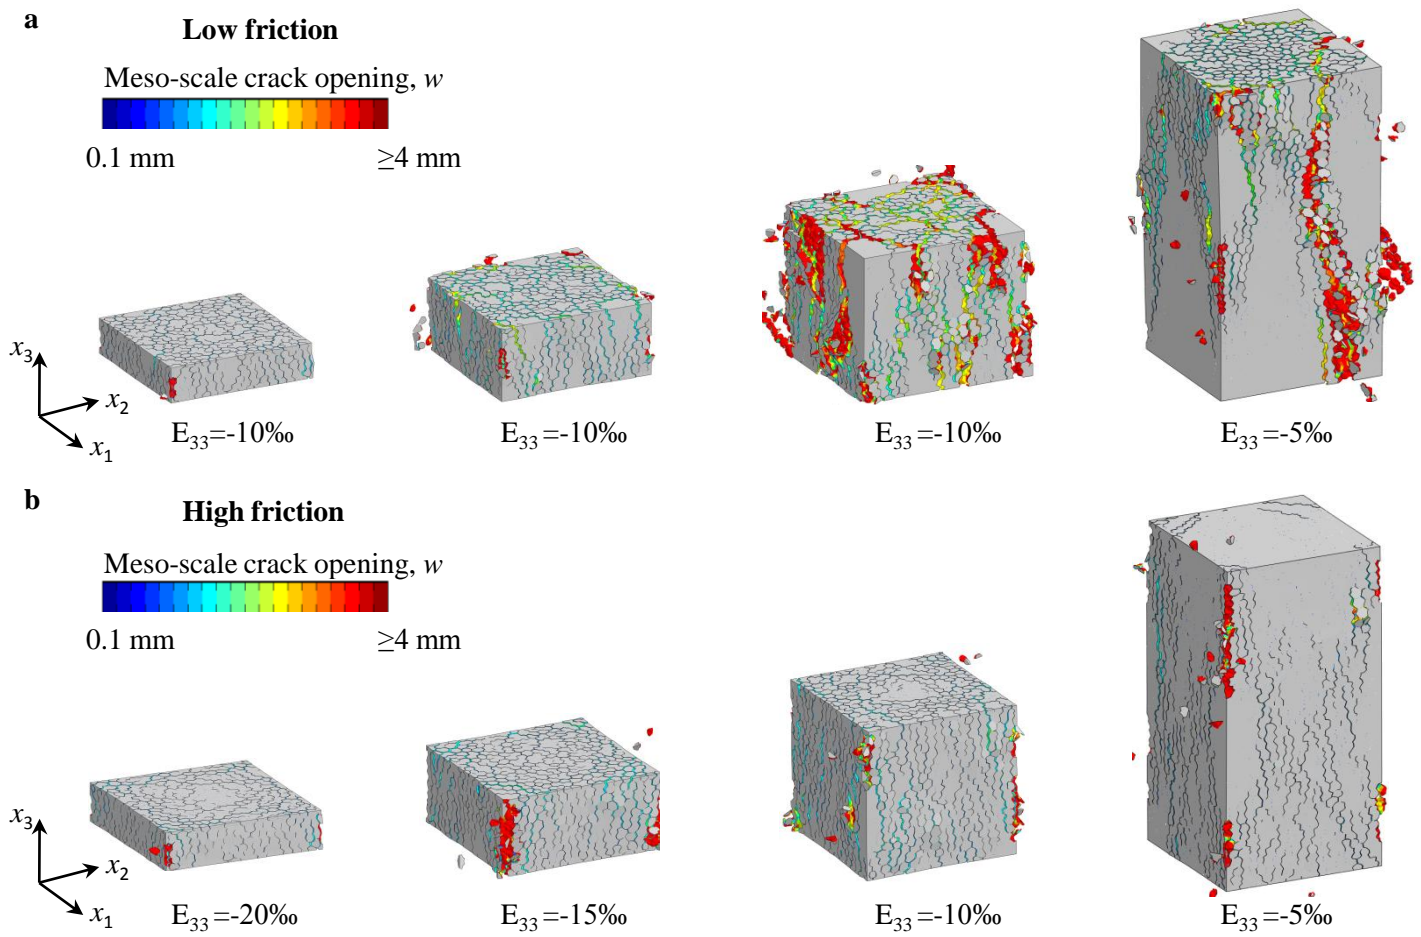 a
Low friction
Meso-scale crack opening, w
0.1 mm
≥4 mm
x3
x2
x1
E33=-10‰
E33=-10‰
E33=-10‰
E33=-5‰
b
High friction
Meso-scale crack opening, w
0.1 mm
≥4 mm
x3
x2
x1
E33=-20‰
E33=-15‰
E33=-10‰
E33=-5‰